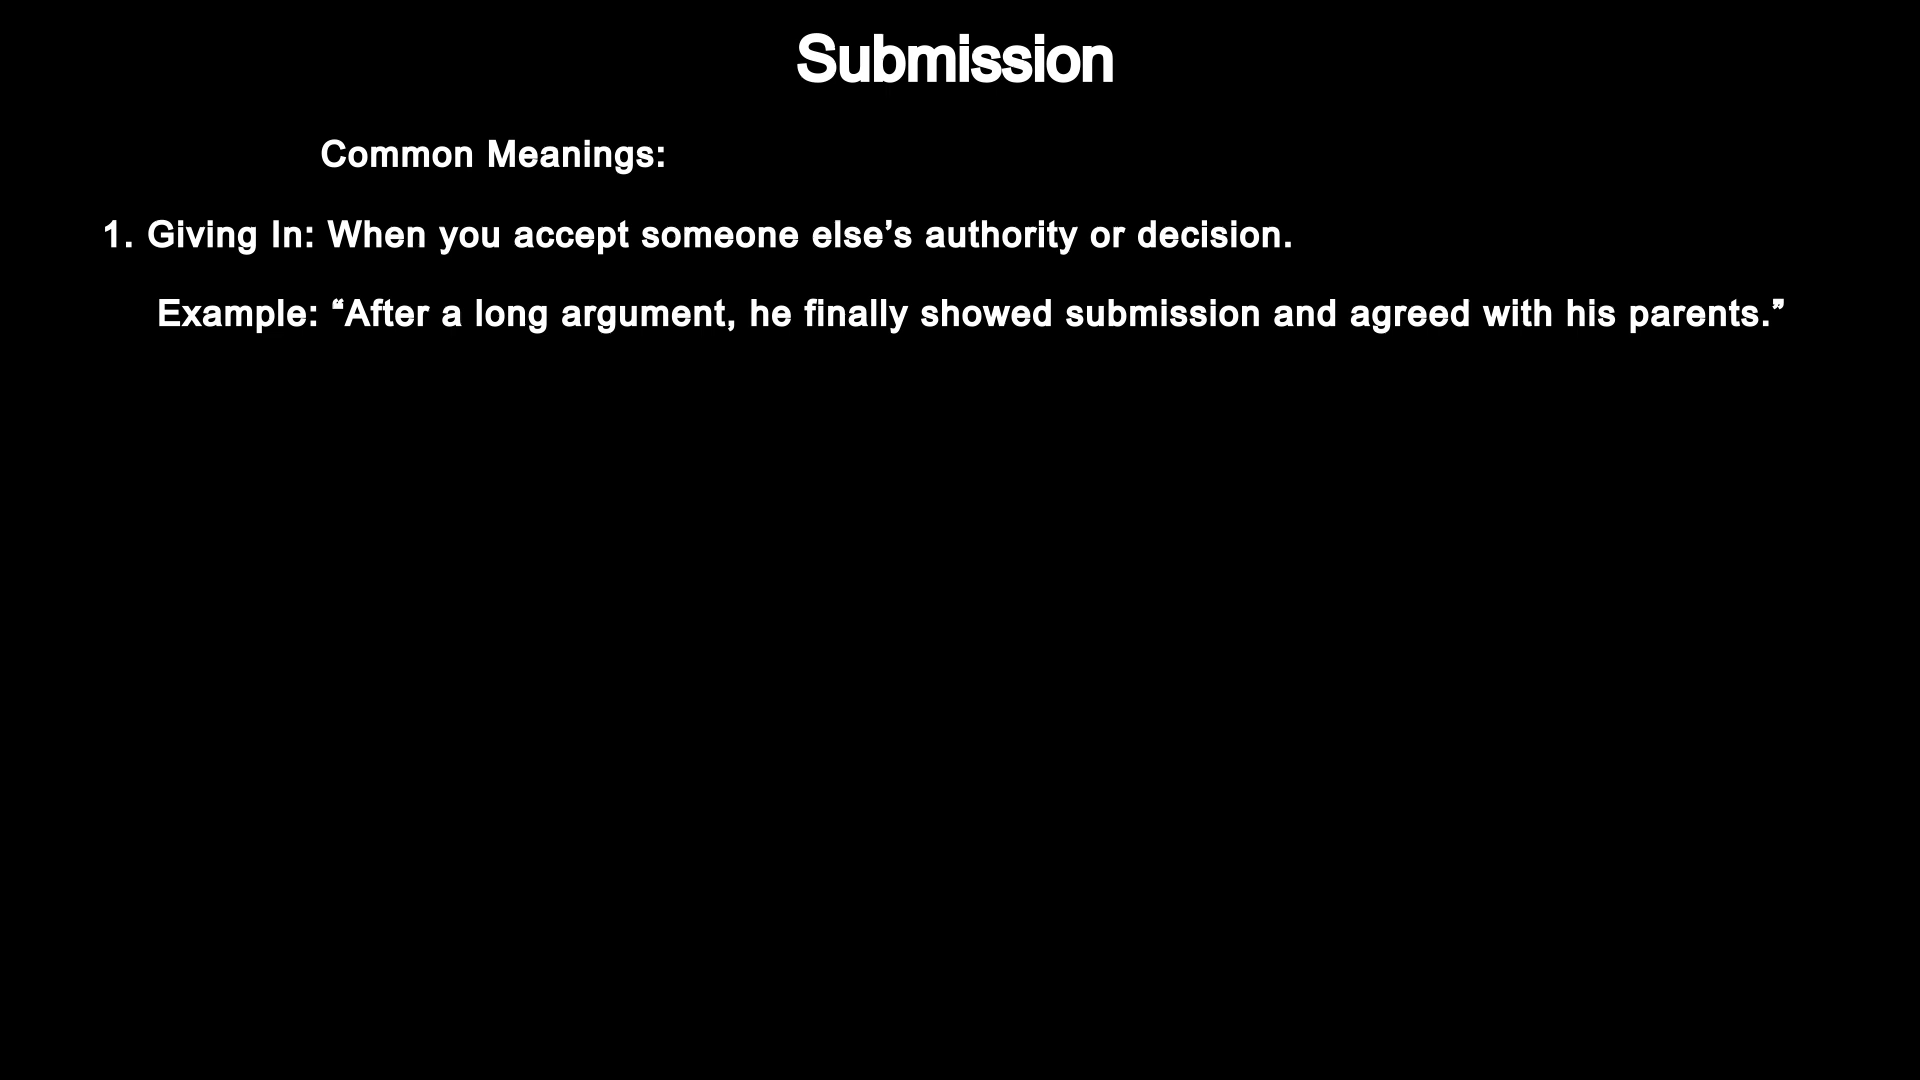 Submission
Common Meanings:
1. Giving In: When you accept someone else’s authority or decision.
Example: “After a long argument, he finally showed submission and agreed with his parents.”